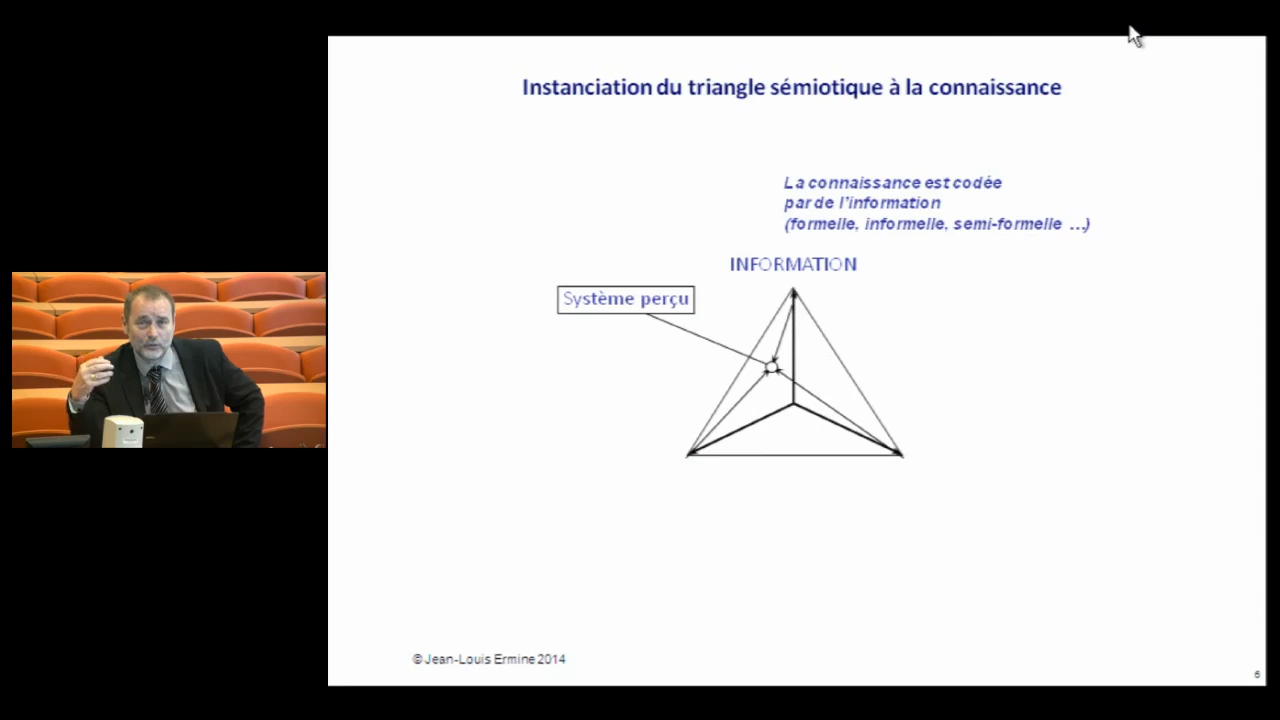 Instanciation du triangle sémiotique à la connaissance
La connaissance est codée
par de l'information
(formelle, informelle, semi-formelle ...)
INFORMATION
Système perçu
© Jean-Louis Ermine 2014
6